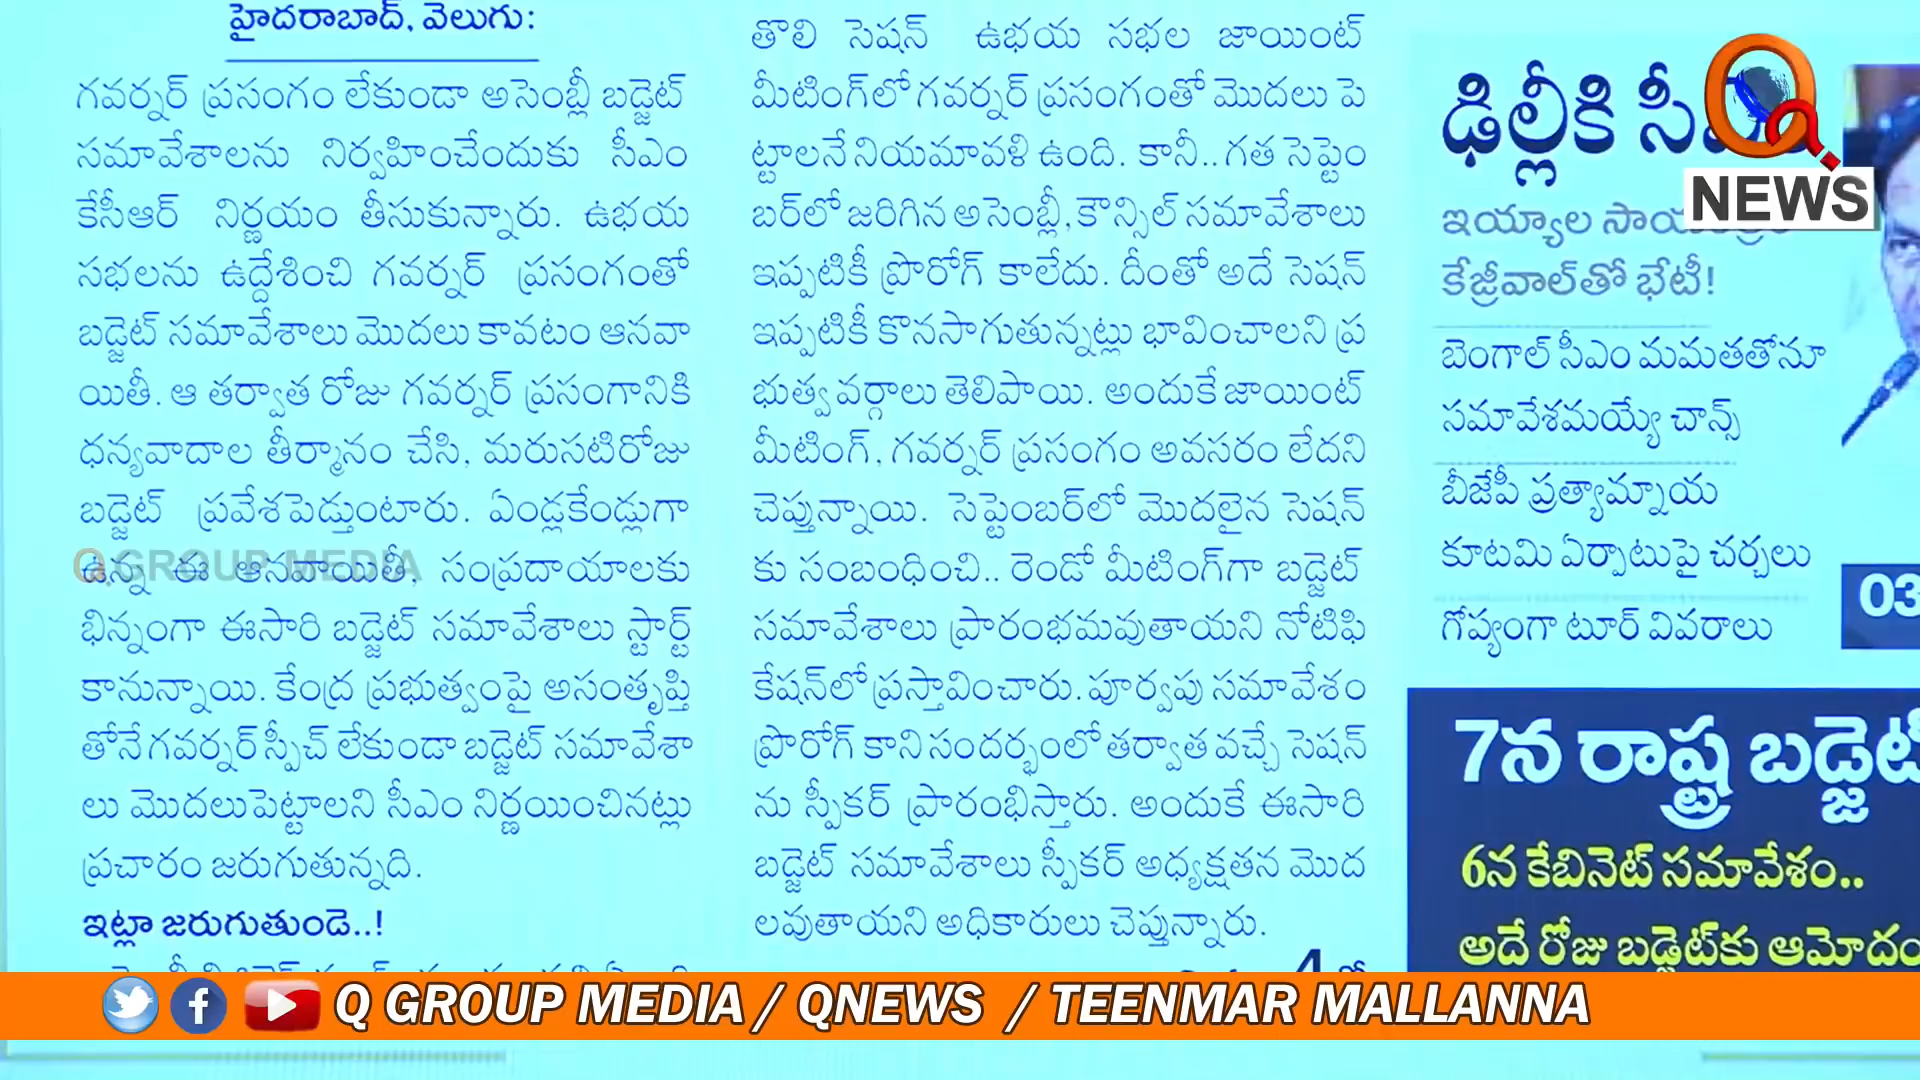 హైదరాబాద్, వెలుగు:
గవర్నర్ ప్రసంగం లేకుండా అసెంబ్లీ బడ్జెట్
సమావేశాలను నిర్వహించేందుకు సీఎం
కేసీఆర్ నిర్ణయం తీసుకున్నారు. ఉభయ
సభలను ఉద్దేశించి గవర్నర్ ప్రసంగంతో
బడ్జెట్ సమావేశాలు మొదలు కావటం ఆనవా
యితీ. ఆ తర్వాత రోజు గవర్నర్ ప్రసంగానికి
ధన్యవాదాల తీర్మానం చేసి, మరుసటిరోజు
బడ్జెట్ ప్రవేశపెడ్తుంటారు. ఏండ్లకేండ్లుగా
ఉన్న ఈ ఆనవాయితీ, సంప్రదాయాలకు
భిన్నంగా ఈసారి బడ్జెట్ సమావేశాలు స్టార్ట్
కానున్నాయి. కేంద్ర ప్రభుత్వంపై అసంతృప్తి
తోనే గవర్నర్ స్పీచ్ లేకుండా బడ్జెట్ సమావేశా
లు మొదలుపెట్టాలని సీఎం నిర్ణయించినట్లు
ప్రచారం జరుగుతున్నది.
ఇట్లా జరుగుతుండె..!
తొలి సెషన్ ఉభయ సభల జాయింట్
మీటింగ్‌లో గవర్నర్ ప్రసంగంతో మొదలు పె
ట్టాలనే నియమావళి ఉంది. కానీ.. గత సెప్టెం
బర్‌లో జరిగిన అసెంబ్లీ, కౌన్సిల్ సమావేశాలు
ఇప్పటికీ ప్రొరోగ్ కాలేదు. దీంతో అదే సెషన్
ఇప్పటికీ కొనసాగుతున్నట్లు భావించాలని ప్ర
భుత్వ వర్గాలు తెలిపాయి. అందుకే జాయింట్
మీటింగ్, గవర్నర్ ప్రసంగం అవసరం లేదని
చెప్తున్నాయి. సెప్టెంబర్‌లో మొదలైన సెషన్
కు సంబంధించి.. రెండో మీటింగ్‌గా బడ్జెట్
సమావేశాలు ప్రారంభమవుతాయని నోటిఫి
కేషన్‌లో ప్రస్తావించారు. పూర్వపు సమావేశం
ప్రొరోగ్ కాని సందర్భంలో తర్వాత వచ్చే సెషన్
ను స్పీకర్ ప్రారంభిస్తారు. అందుకే ఈసారి
బడ్జెట్ సమావేశాలు స్పీకర్ అధ్యక్షతన మొద
లవుతాయని అధికారులు చెప్తున్నారు.
ఢిల్లీకి
ఇయ్యాల
కేజ్రీవాల్‌తో భేటీ!
బెంగాల్ సీఎం మమతతోనూ
సమావేశమయ్యే చాన్స్
బీజేపీ ప్రత్యామ్నాయ
కూటమి ఏర్పాటుపై చర్చలు
గోప్యంగా టూర్ వివరాలు
03
7న రాష్ట్ర బడ్జెట్
6న కేబినెట్ సమావేశం..
అదే రోజు బడ్జెట్‌కు ఆమోదం
Q NEWS
Q GROUP MEDIA
Q GROUP MEDIA / QNEWS / TEENMAR MALLANNA